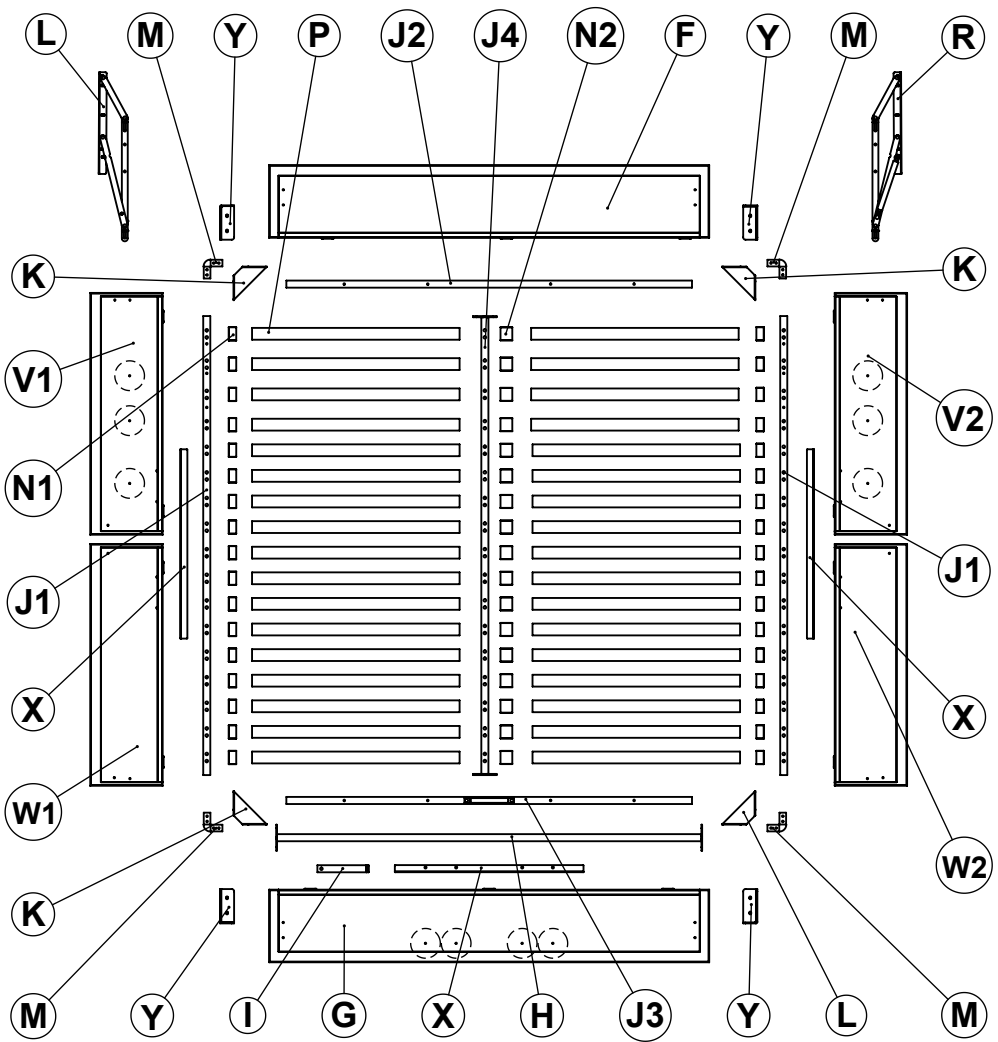 L M Y P J2 J4 N2 F Y M R
K K
V1 V2
N1
J1 J1
X X
W1 W2
K
M Y I G X H J3 Y L M